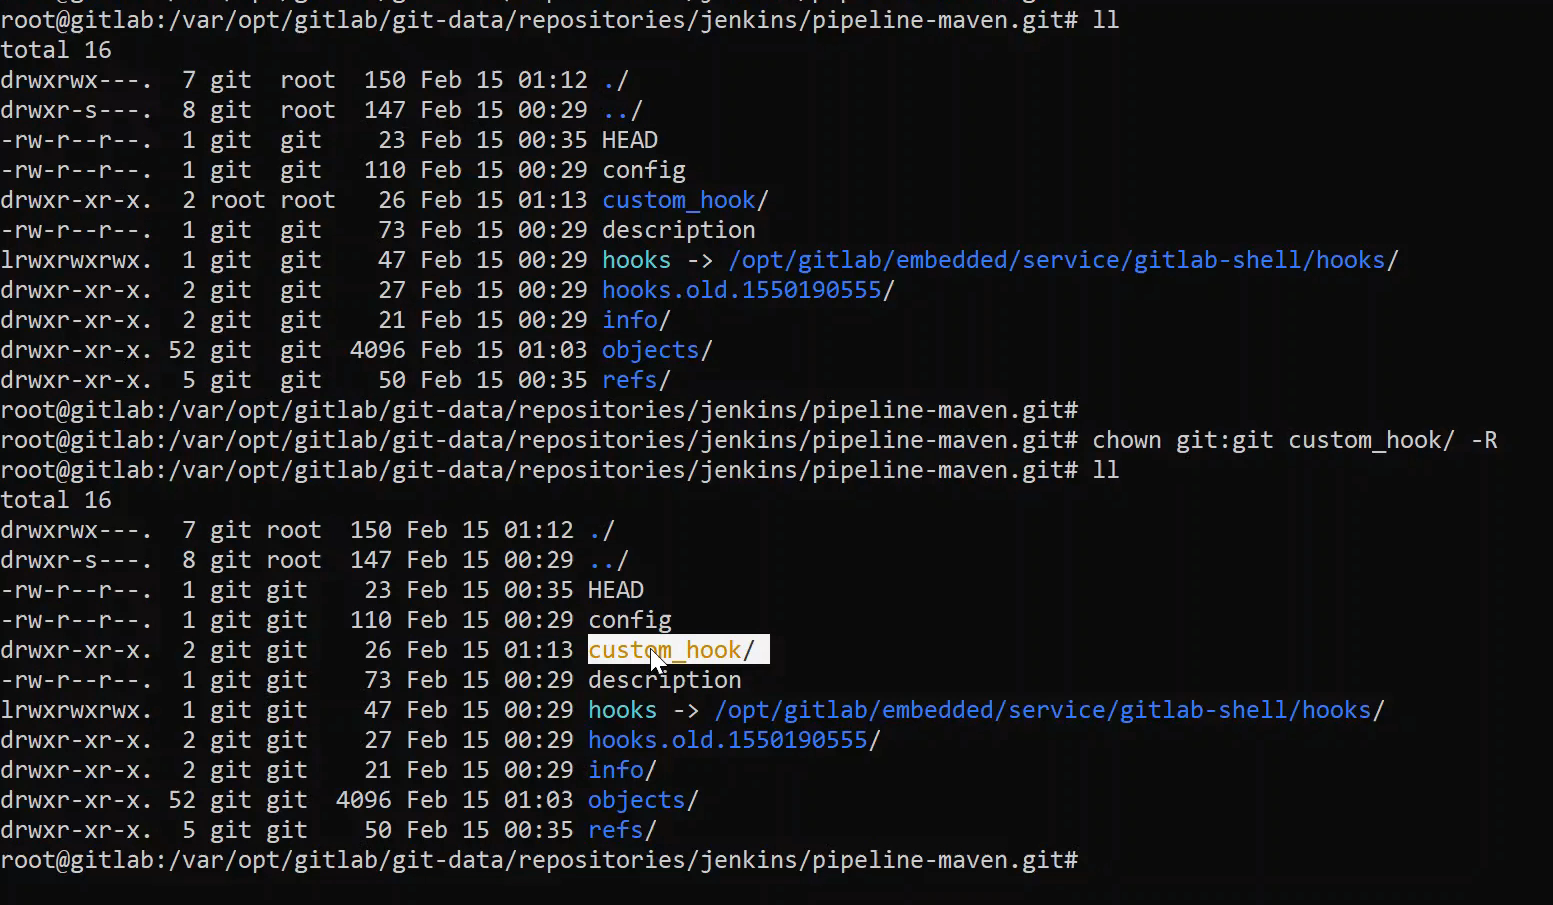 root@gitlab:/var/opt/gitlab/git-data/repositories/jenkins/pipeline-maven.git# ll
total 16
drwxrwx---.  7 git  root  150 Feb 15 01:12 ./
drwxr-s---.  8 git  root  147 Feb 15 00:29 ../
-rw-r--r--.  1 git  git    23 Feb 15 00:35 HEAD
-rw-r--r--.  1 git  git   110 Feb 15 00:29 config
drwxr-xr-x.  2 root root   26 Feb 15 01:13 custom_hook/
-rw-r--r--.  1 git  git    73 Feb 15 00:29 description
lrwxrwxrwx.  1 git  git    47 Feb 15 00:29 hooks -> /opt/gitlab/embedded/service/gitlab-shell/hooks/
drwxr-xr-x.  2 git  git    27 Feb 15 00:29 hooks.old.1550190555/
drwxr-xr-x.  2 git  git    21 Feb 15 00:29 info/
drwxr-xr-x. 52 git  git  4096 Feb 15 01:03 objects/
drwxr-xr-x.  5 git  git    50 Feb 15 00:35 refs/
root@gitlab:/var/opt/gitlab/git-data/repositories/jenkins/pipeline-maven.git#
root@gitlab:/var/opt/gitlab/git-data/repositories/jenkins/pipeline-maven.git# chown git:git custom_hook/ -R
root@gitlab:/var/opt/gitlab/git-data/repositories/jenkins/pipeline-maven.git# ll
total 16
drwxrwx---.  7 git root  150 Feb 15 01:12 ./
drwxr-s---.  8 git root  147 Feb 15 00:29 ../
-rw-r--r--.  1 git git    23 Feb 15 00:35 HEAD
-rw-r--r--.  1 git git   110 Feb 15 00:29 config
drwxr-xr-x.  2 git git    26 Feb 15 01:13 custom_hook/
-rw-r--r--.  1 git git    73 Feb 15 00:29 description
lrwxrwxrwx.  1 git git    47 Feb 15 00:29 hooks -> /opt/gitlab/embedded/service/gitlab-shell/hooks/
drwxr-xr-x.  2 git git    27 Feb 15 00:29 hooks.old.1550190555/
drwxr-xr-x.  2 git git    21 Feb 15 00:29 info/
drwxr-xr-x. 52 git git  4096 Feb 15 01:03 objects/
drwxr-xr-x.  5 git git    50 Feb 15 00:35 refs/
root@gitlab:/var/opt/gitlab/git-data/repositories/jenkins/pipeline-maven.git#